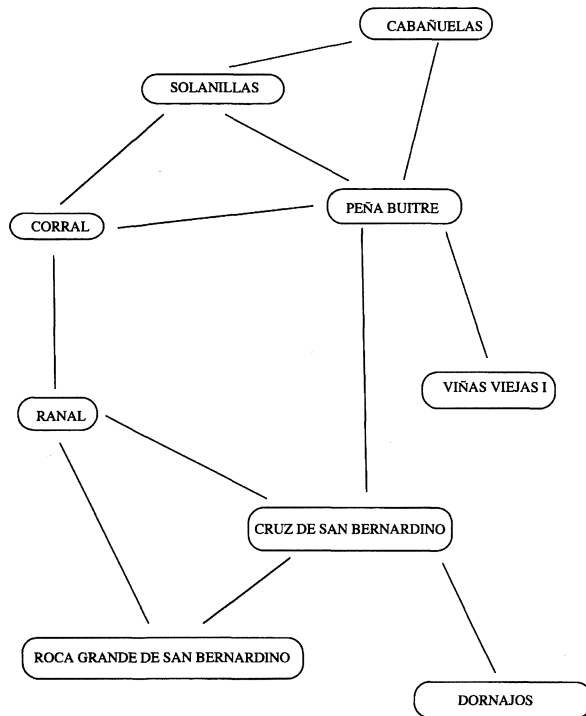 CABAÑUELAS
SOLANILLAS
PEÑA BUITRE
CORRAL
VIÑAS VIEJAS I
RANAL
CRUZ DE SAN BERNARDINO
ROCA GRANDE DE SAN BERNARDINO
DORNAJOS